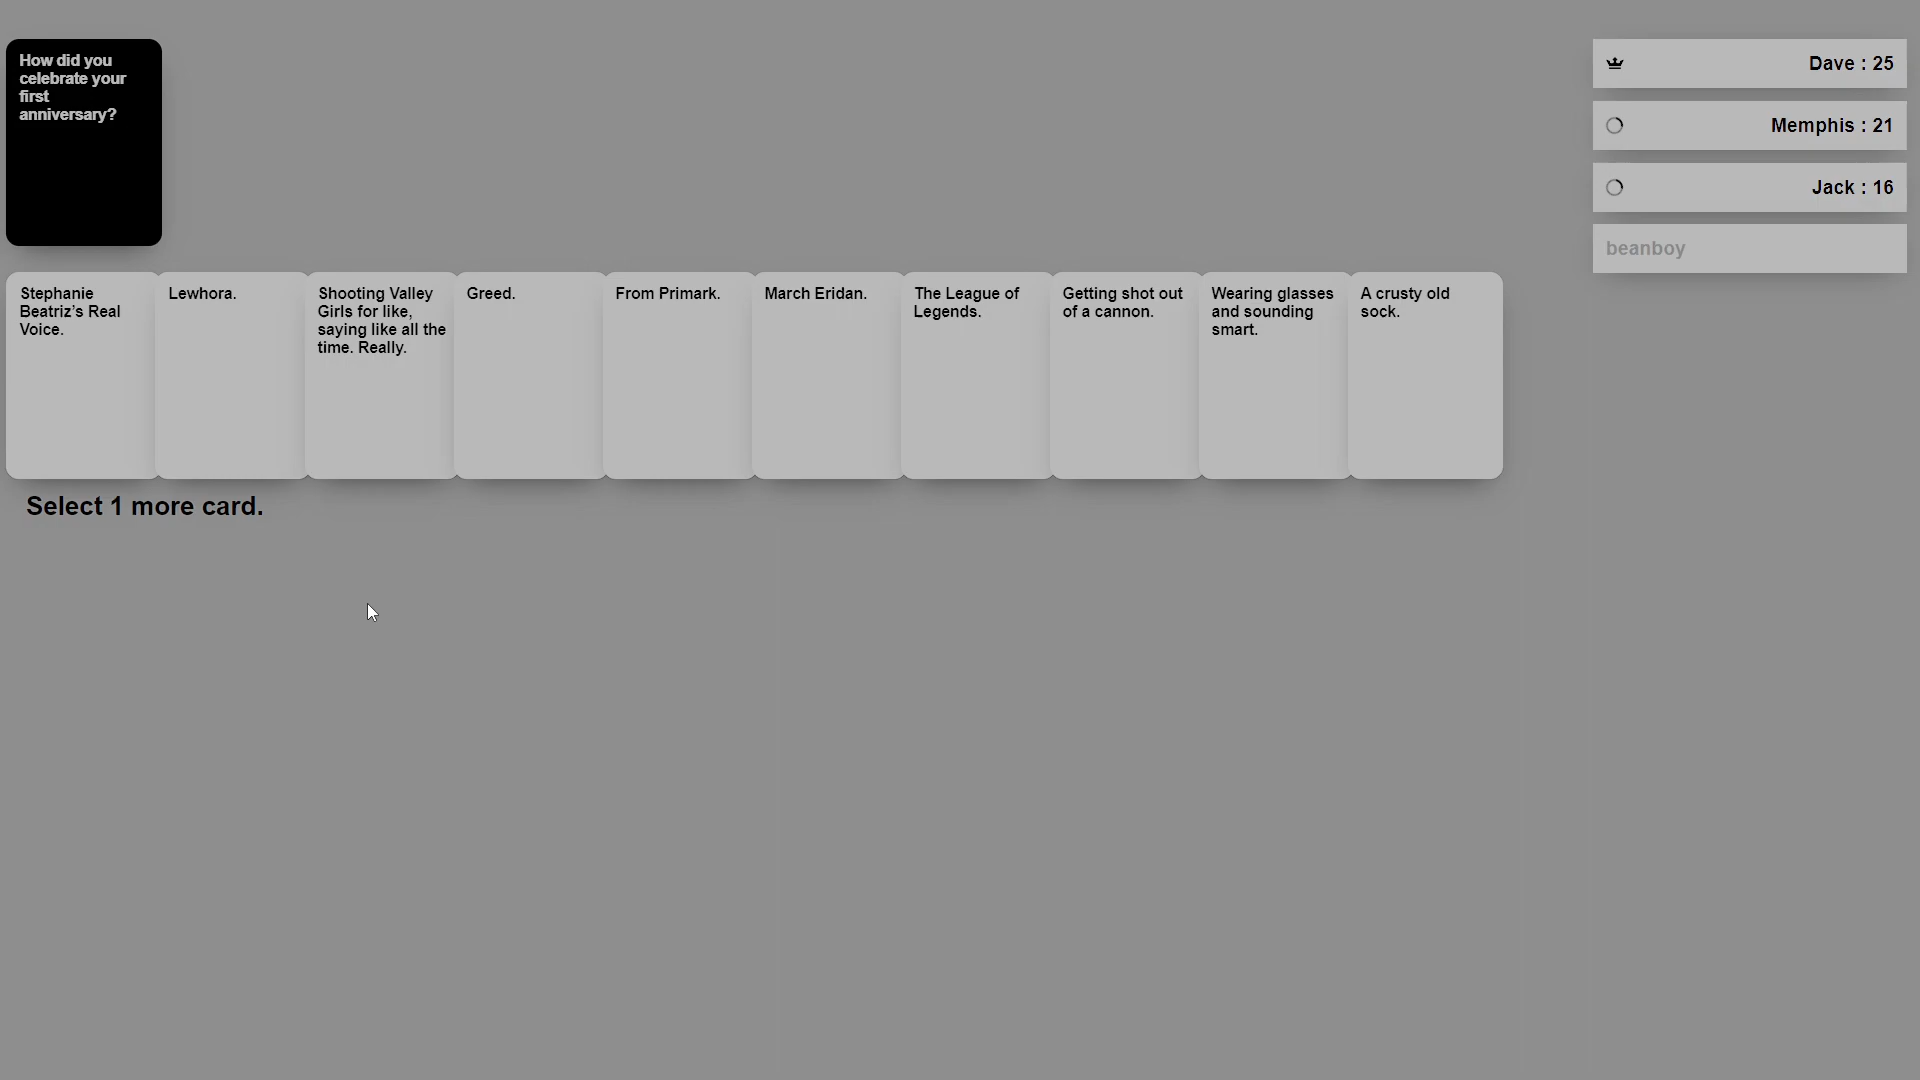 How did you
celebrate your
first
anniversary?
Dave : 25
Memphis : 21
Jack : 16
beanboy
Stephanie
Beatriz’s Real
Voice.
Lewhora.
Shooting Valley
Girls for like,
saying like all the
time. Really.
Greed.
From Primark.
March Eridan.
The League of
Legends.
Getting shot out
of a cannon.
Wearing glasses
and sounding
smart.
A crusty old
sock.
Select 1 more card.